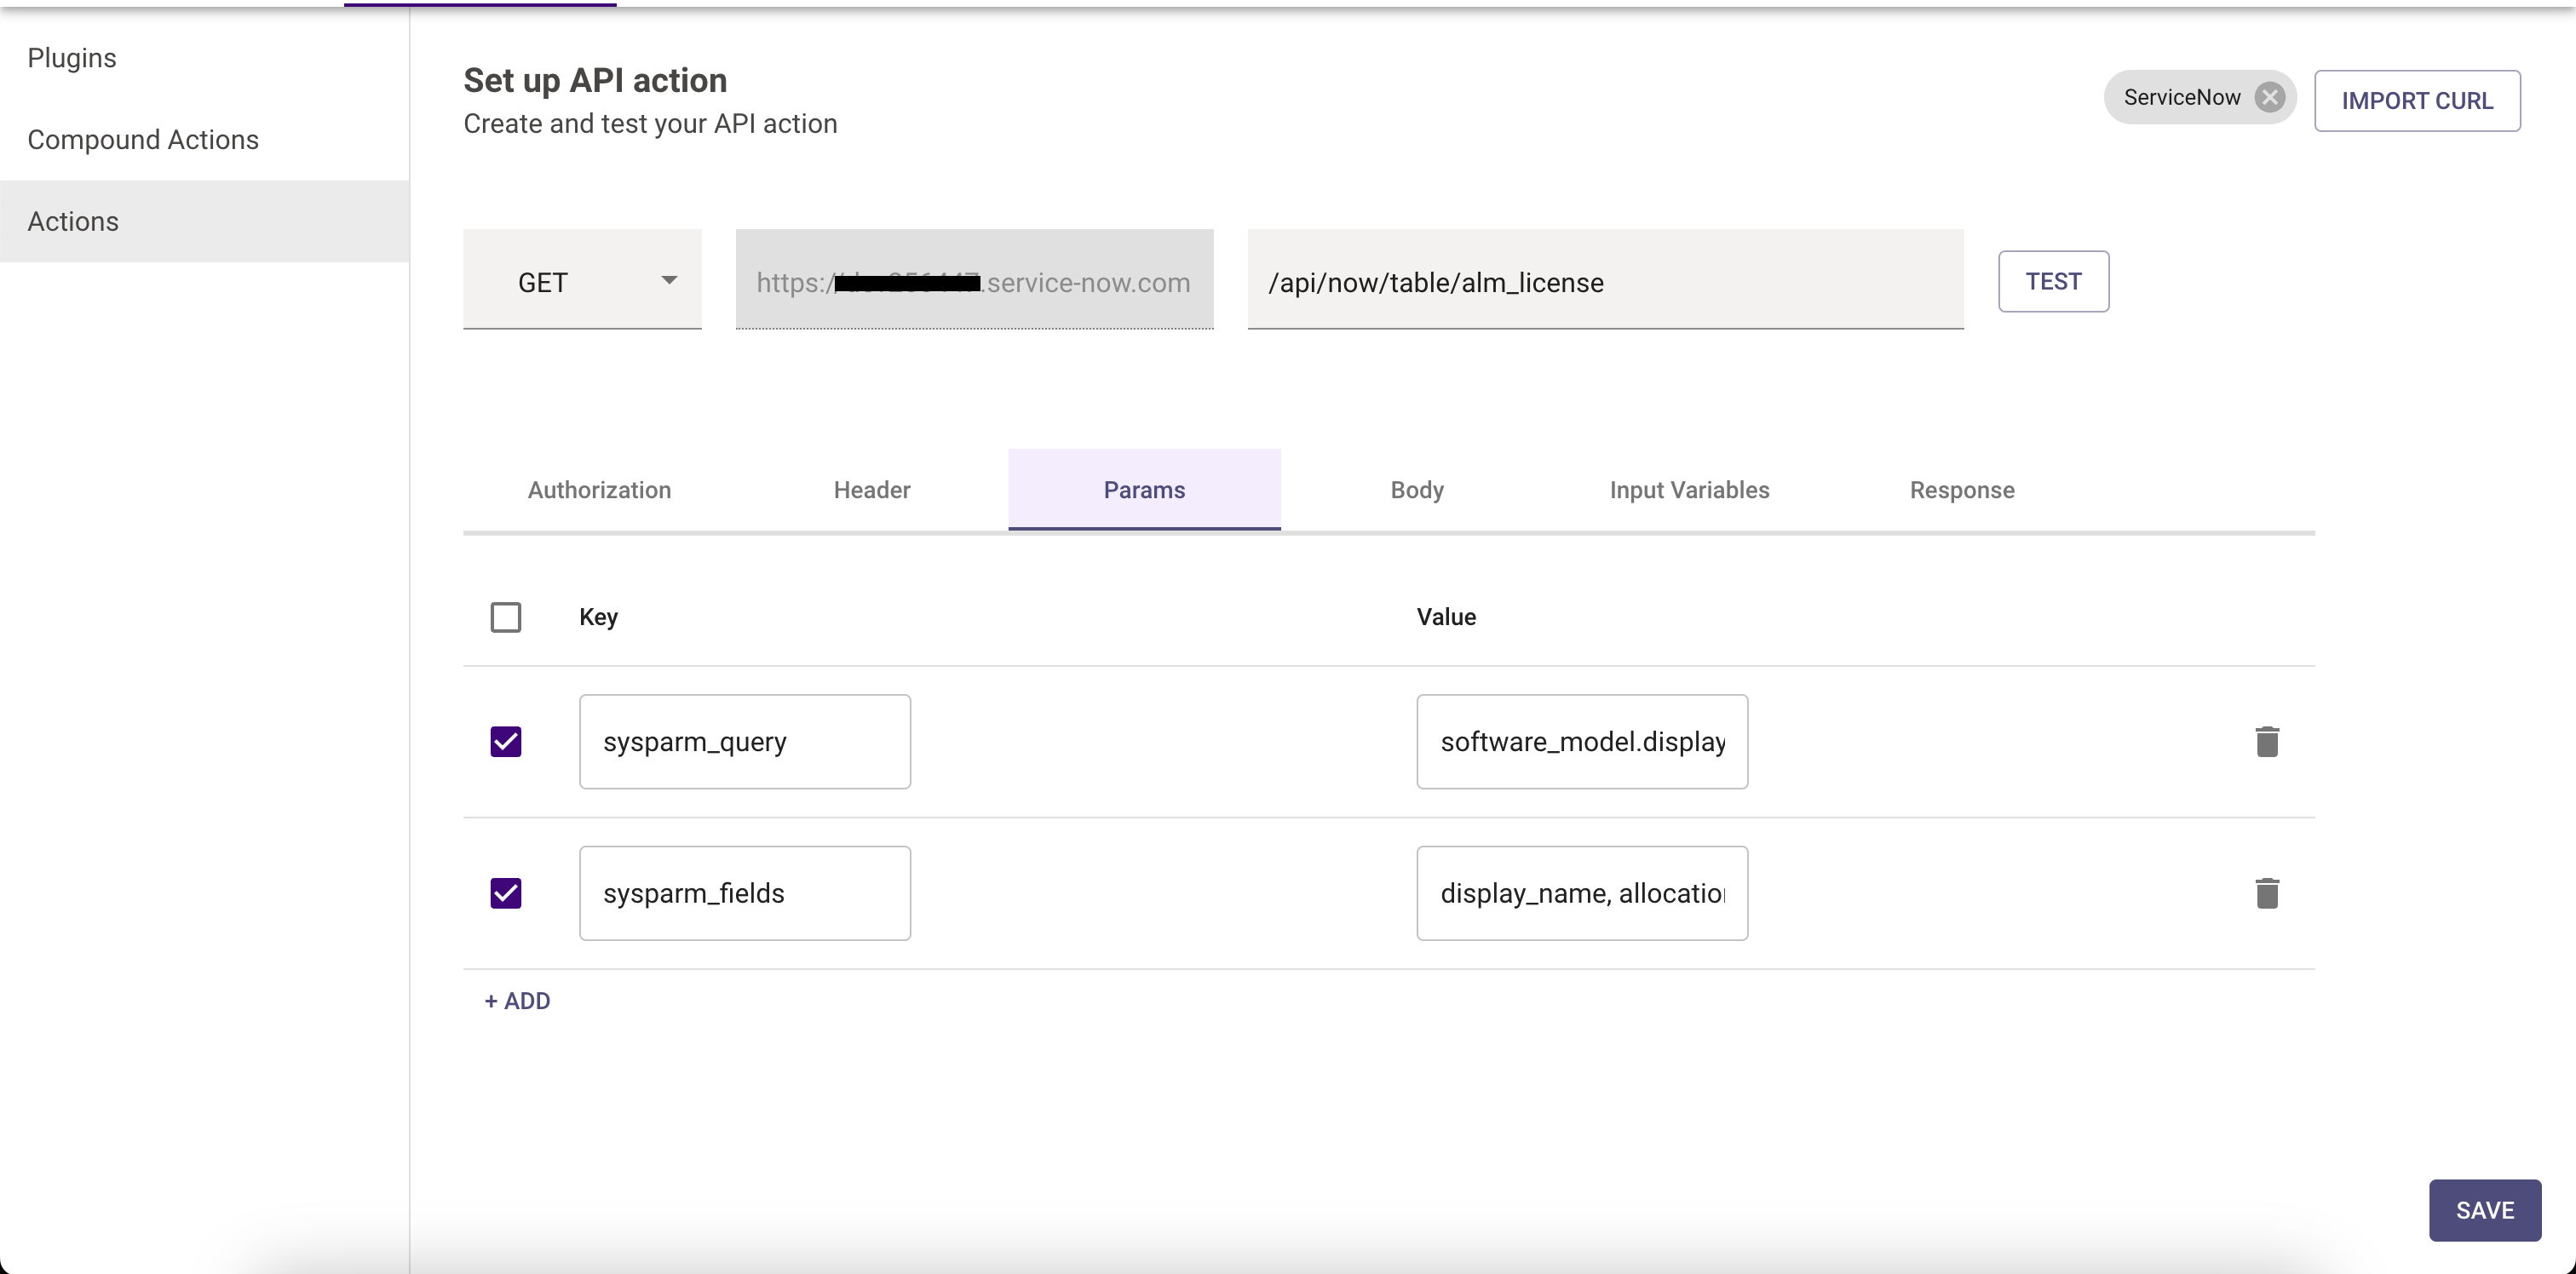 Plugins
Compound Actions
Actions
Set up API action
Create and test your API action
ServiceNow
IMPORT CURL
GET
https:/
.service-now.com
/api/now/table/alm_license
TEST
Authorization
Header
Params
Body
Input Variables
Response
Key
Value
sysparm_query
software_model.display
sysparm_fields
display_name, allocation
+ ADD
SAVE